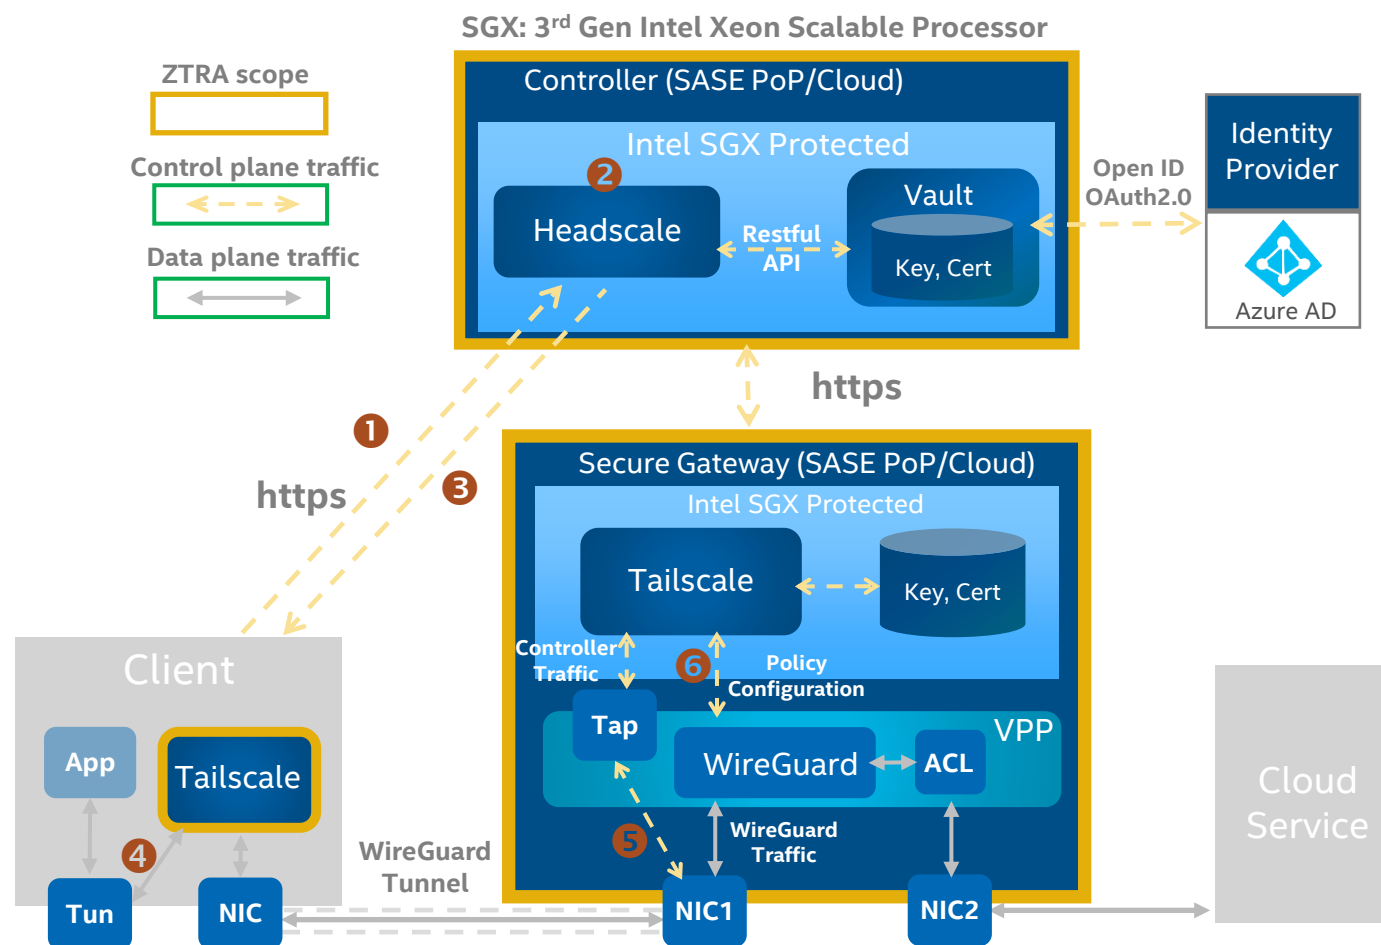 SGX: 3rd Gen Intel Xeon Scalable Processor
ZTRA scope
Control plane traffic
Data plane traffic
Controller (SASE PoP/Cloud)
Intel SGX Protected
2
Headscale
Restful
API
Vault
Key, Cert
Open ID
OAuth2.0
Identity
Provider
Azure AD
https
1
3
https
Secure Gateway (SASE PoP/Cloud)
Intel SGX Protected
Tailscale
Key, Cert
Controller
Traffic
6
Policy
Configuration
Tap
VPP
WireGuard
ACL
5
WireGuard
Traffic
NIC1
NIC2
Client
App
Tailscale
4
Tun
NIC
WireGuard
Tunnel
Cloud
Service